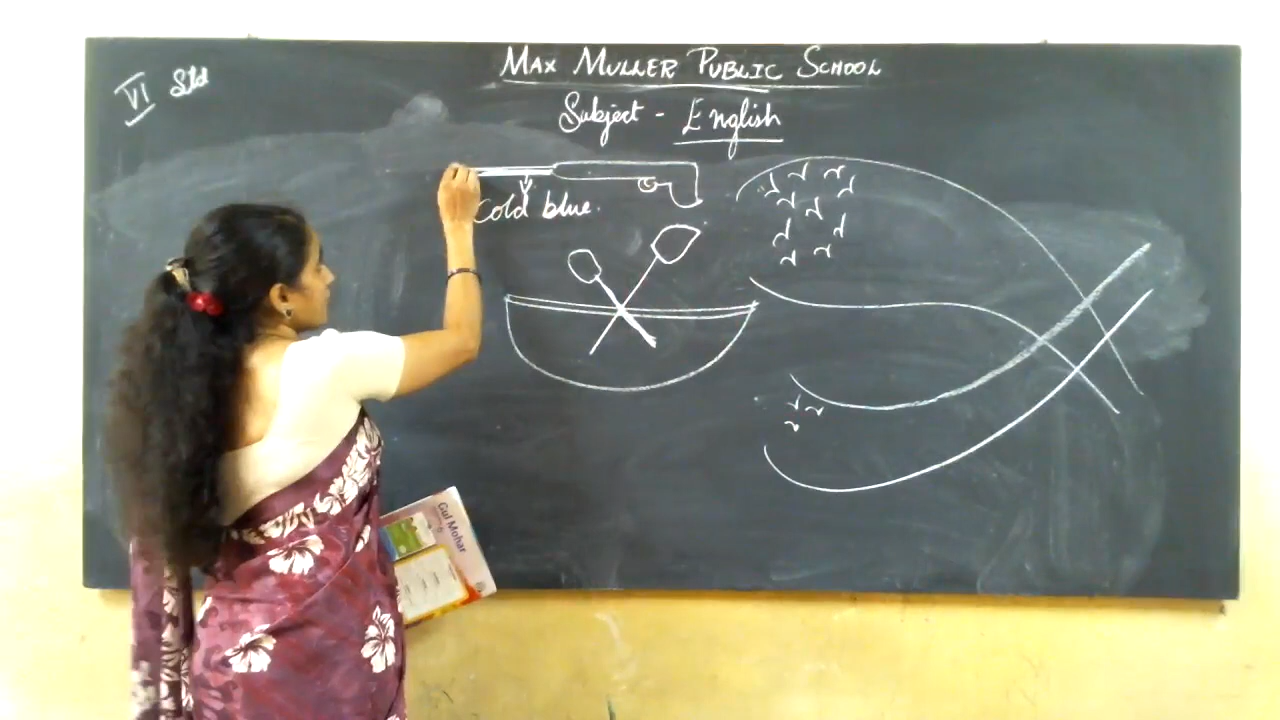 MAX MULLER PUBLIC SCHOOL
VI Std
Subject - English
Cold blue.
Gul Mohar